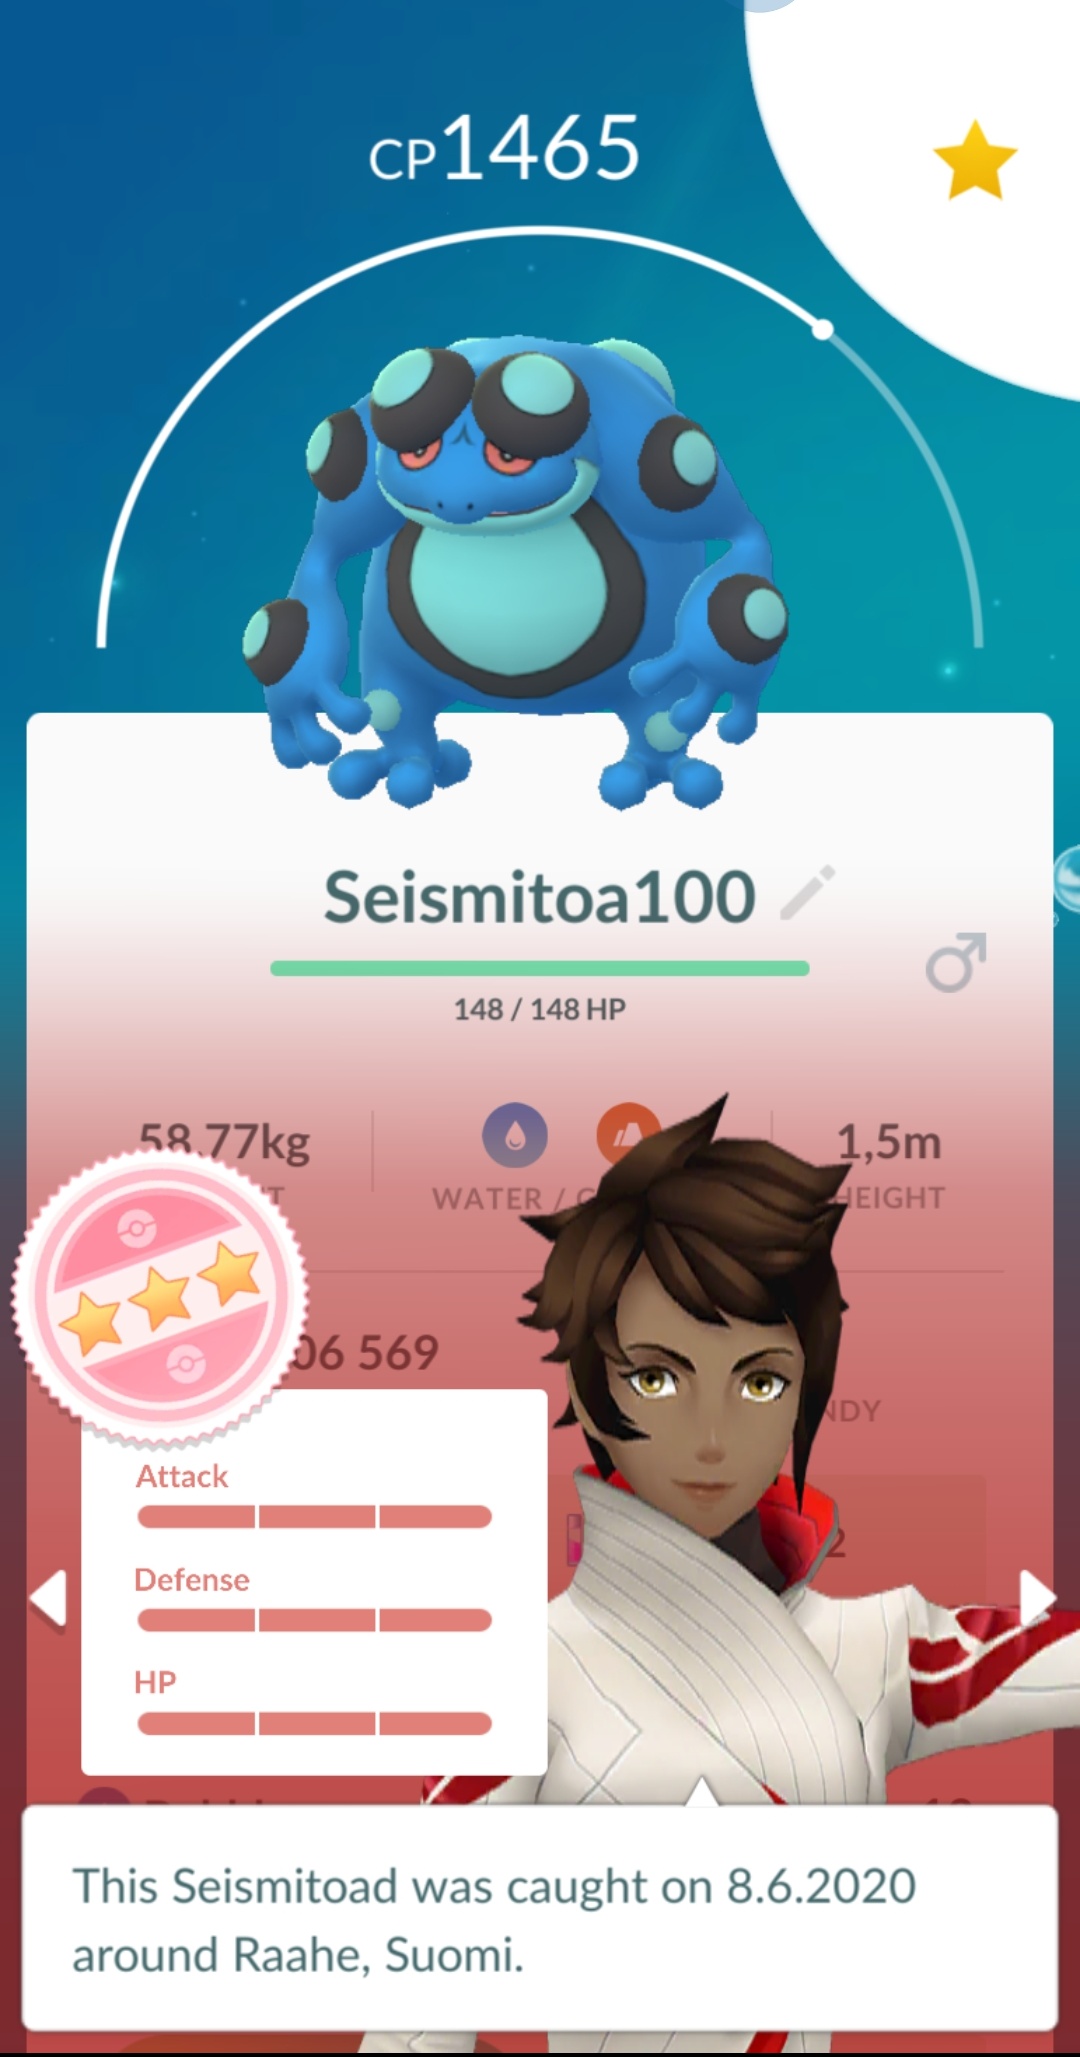 CP1465
Seismitoa100
148 / 148 HP
58,77kg
1,5m
WATER /
HEIGHT
569
Attack
Defense
HP
This Seismitoad was caught on 8.6.2020
around Raahe, Suomi.